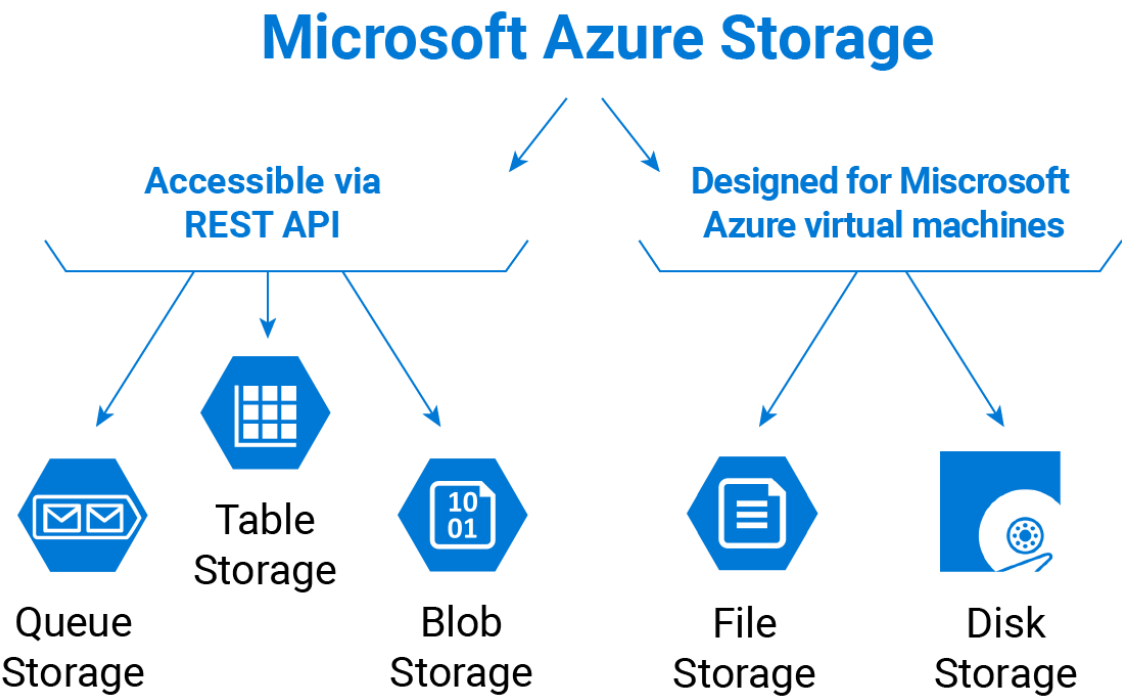 Microsoft Azure Storage
Accessible via
REST API
Designed for Miscrosoft
Azure virtual machines
Queue
Storage
Table
Storage
10
01
Blob
Storage
File
Storage
Disk
Storage